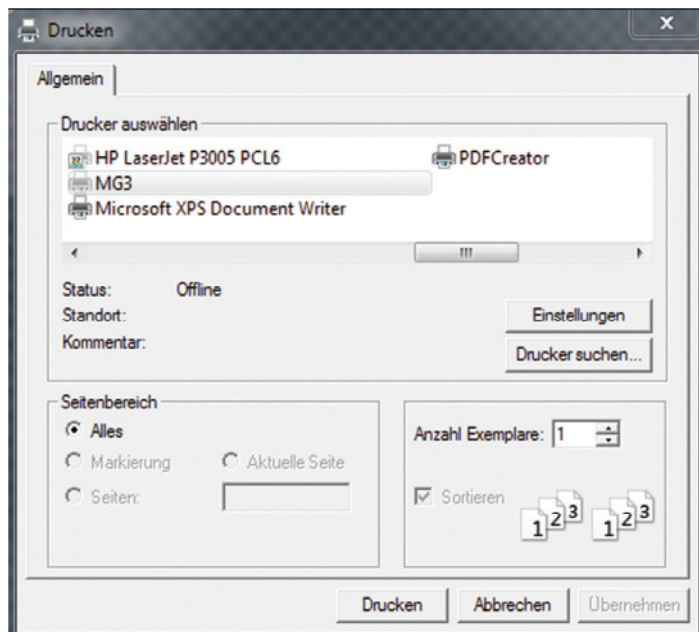 Drucken
x
Allgemein
Drucker auswählen
HP LaserJet P3005 PCL6
PDFCreator
MG3
Microsoft XPS Document Writer
Status: Offline
Standort:
Einstellungen
Kommentar:
Drucker suchen...
Seitenbereich
Alles
Anzahl Exemplare: 1
Markierung
Aktuelle Seite
Seiten:
Sortieren
1 2 3 1 2 3
Drucken Abbrechen Übernehmen